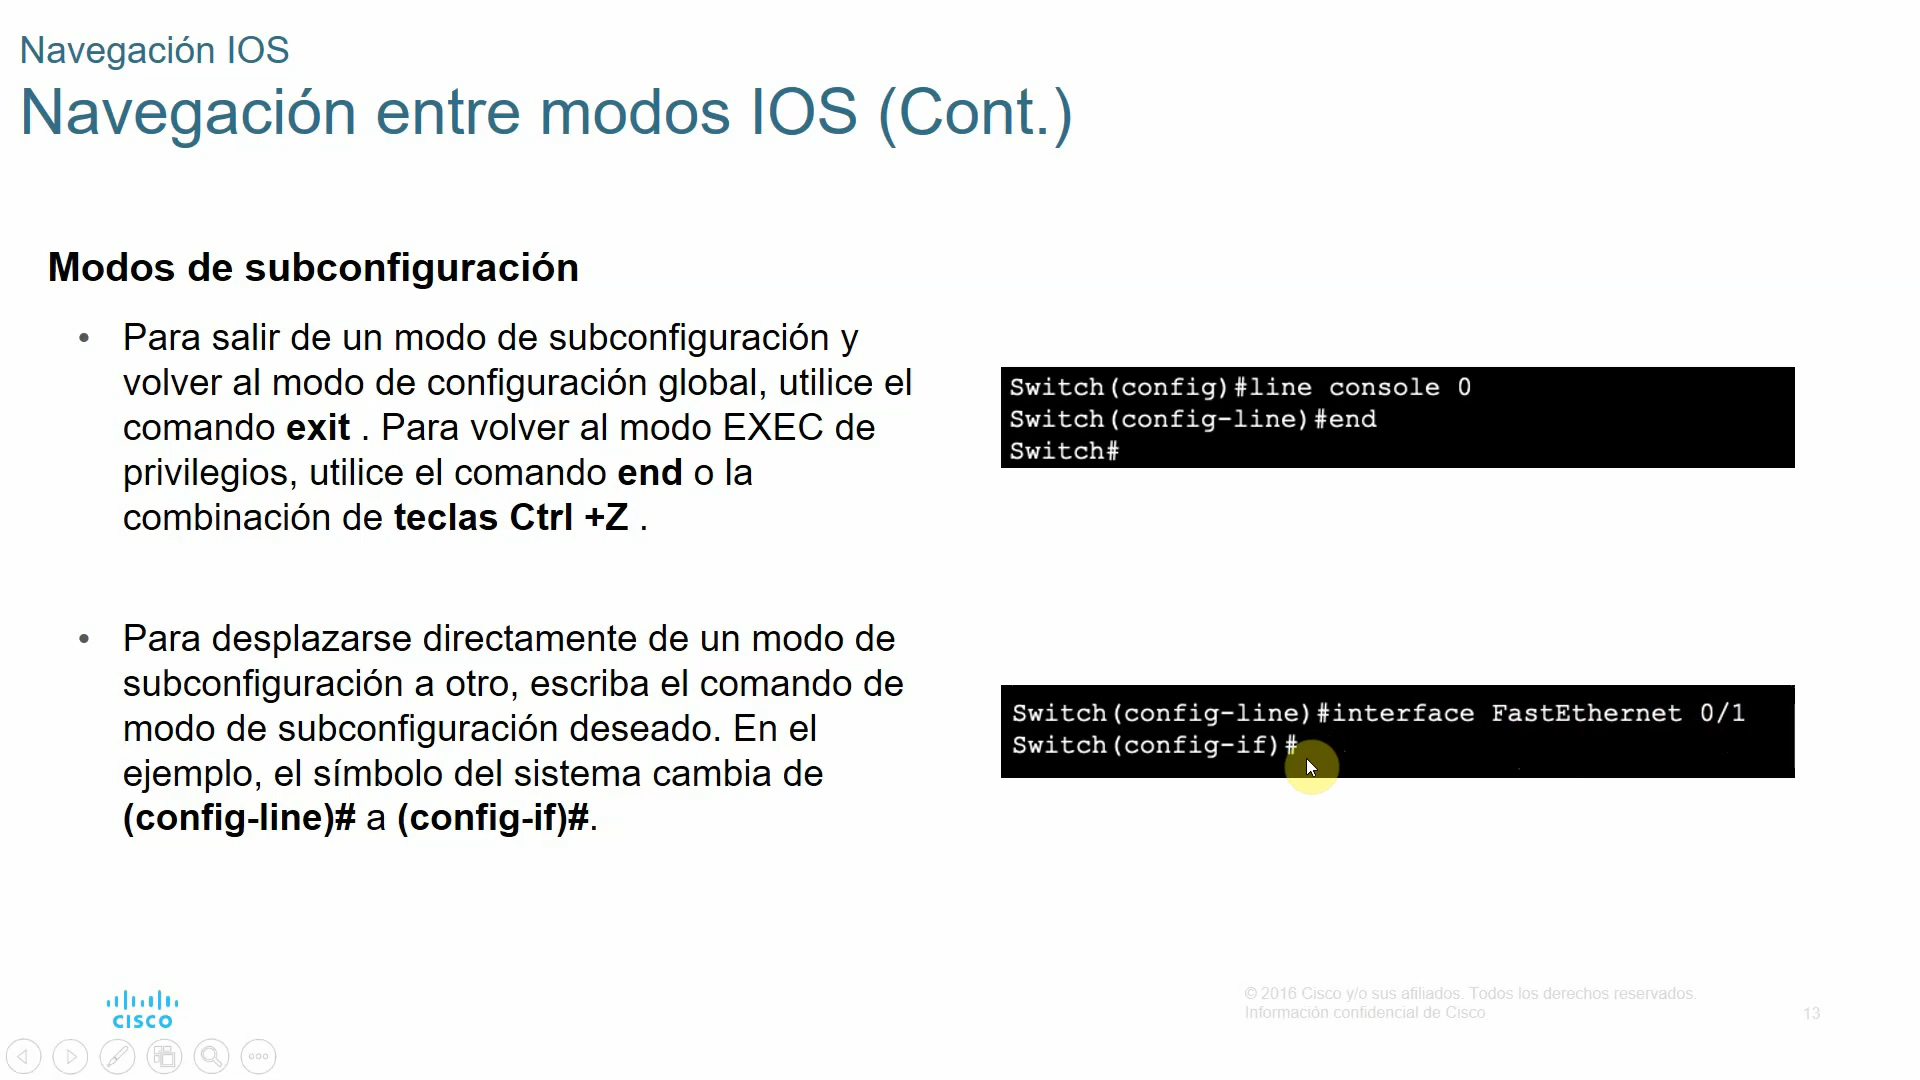 Navegación IOS
Navegación entre modos IOS (Cont.)
Modos de subconfiguración
• Para salir de un modo de subconfiguración y
volver al modo de configuración global, utilice el
comando exit . Para volver al modo EXEC de
privilegios, utilice el comando end o la
combinación de teclas Ctrl +Z .
Switch(config)#line console 0
Switch(config-line)#end
Switch#
• Para desplazarse directamente de un modo de
subconfiguración a otro, escriba el comando de
modo de subconfiguración deseado. En el
ejemplo, el símbolo del sistema cambia de
(config-line)# a (config-if)#.
Switch(config-line)#interface FastEthernet 0/1
Switch(config-if)#
CISCO
© 2016 Cisco y/o sus afiliados. Todos los derechos reservados.
Información confidencial de Cisco
13